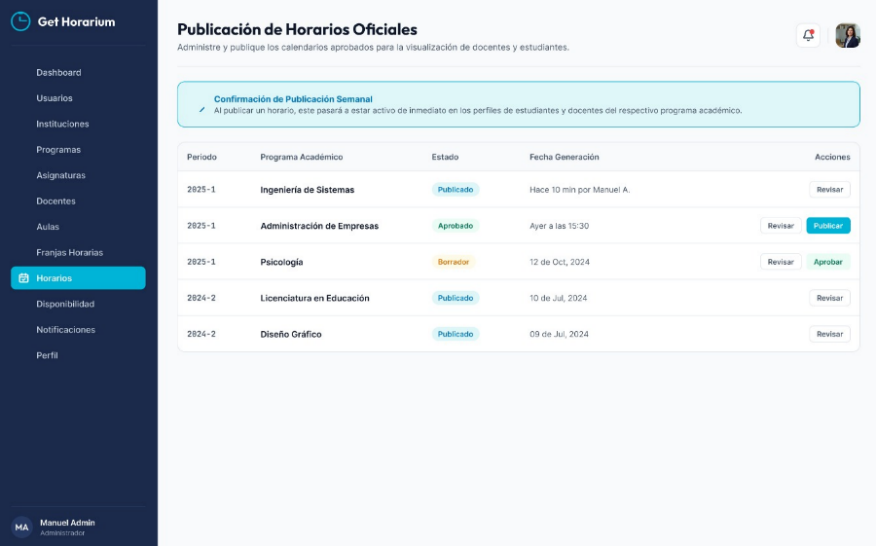 Get Horarium
Dashboard
Usuarios
Instituciones
Programas
Asignaturas
Docentes
Aulas
Franjas Horarias
Horarios
Disponibilidad
Notificaciones
Perfil
MA
Manuel Admin
Administrador
Publicación de Horarios Oficiales
Administre y publique los calendarios aprobados para la visualización de docentes y estudiantes.
Confirmación de Publicación Semanal
Al publicar un horario, este pasará a estar activo de inmediato en los perfiles de estudiantes y docentes del respectivo programa académico.
Periodo Programa Académico Estado Fecha Generación Acciones
2025-1 Ingeniería de Sistemas Publicado Hace 10 min por Manuel A. Revisar
2025-1 Administración de Empresas Aprobado Ayer a las 15:30 Revisar Publicar
2025-1 Psicología Borrador 12 de Oct, 2024 Revisar Aprobar
2024-2 Licenciatura en Educación Publicado 10 de Jul, 2024 Revisar
2024-2 Diseño Gráfico Publicado 09 de Jul, 2024 Revisar